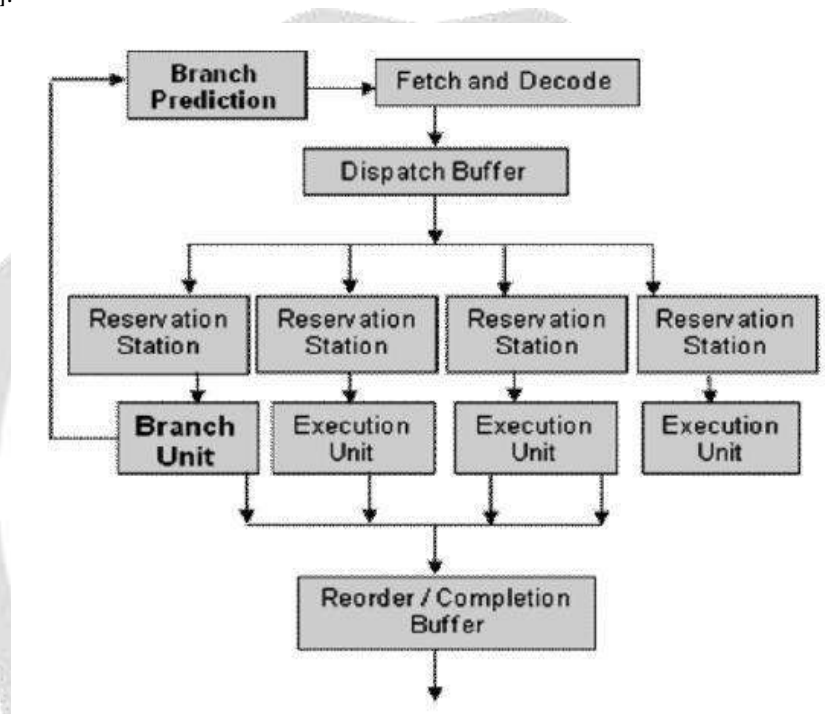 ].
Branch
Prediction
Fetch and Decode
Dispatch Buffer
Reservation
Station
Reservation
Station
Reservation
Station
Reservation
Station
Branch
Unit
Execution
Unit
Execution
Unit
Execution
Unit
Reorder / Completion
Buffer